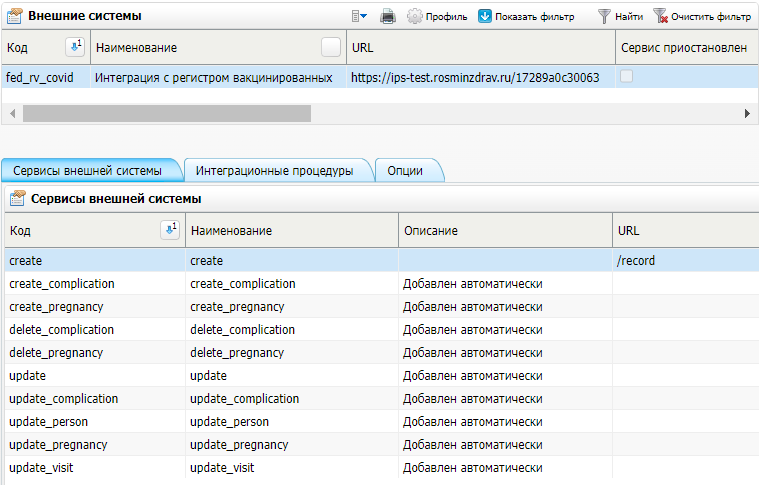 Внешние системы
Профиль Показать фильтр Найти Очистить фильтр
Код 1 Наименование URL Сервис приостановлен
fed_rv_covid Интеграция с регистром вакцинированных https://ips-test.rosminzdrav.ru/17289a0c30063
Сервисы внешней системы Интеграционные процедуры Опции
Сервисы внешней системы
Код 1 Наименование Описание URL
create create /record
create_complication create_complication Добавлен автоматически
create_pregnancy create_pregnancy Добавлен автоматически
delete_complication delete_complication Добавлен автоматически
delete_pregnancy delete_pregnancy Добавлен автоматически
update update Добавлен автоматически
update_complication update_complication Добавлен автоматически
update_person update_person Добавлен автоматически
update_pregnancy update_pregnancy Добавлен автоматически
update_visit update_visit Добавлен автоматически